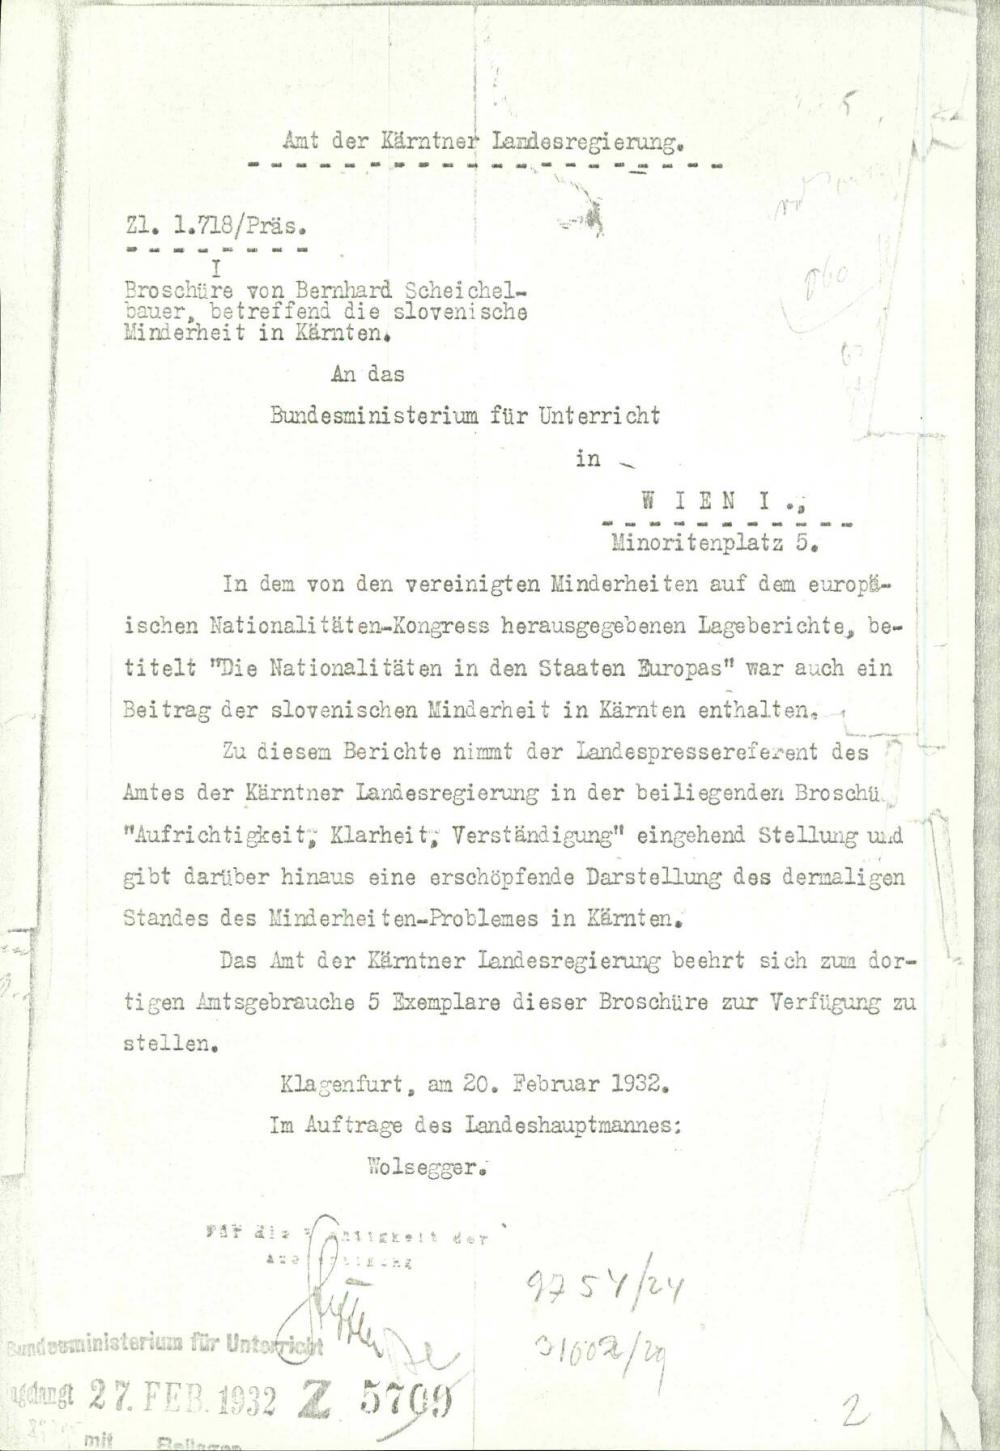 Amt der Kärntner Landesregierung.
Zl. 1.718/Präs.
I
Broschüre von Bernhard Scheichel-
bauer, betreffend die slovenische
Minderheit in Kärnten.
An das
Bundesministerium für Unterricht
in
W I E N I .,
Minoritenplatz 5.
In dem von den vereinigten Minderheiten auf dem europä-
ischen Nationalitäten-Kongress herausgegebenen Lageberichte, be-
titelt "Die Nationalitäten in den Staaten Europas" war auch ein
Beitrag der slovenischen Minderheit in Kärnten enthalten.
Zu diesem Berichte nimmt der Landespressereferent des
Amtes der Kärntner Landesregierung in der beiliegenden Broschü
"Aufrichtigkeit, Klarheit, Verständigung" eingehend Stellung und
gibt darüber hinaus eine erschöpfende Darstellung des dermaligen
Standes des Minderheiten-Problemes in Kärnten.
Das Amt der Kärntner Landesregierung beehrt sich zum dor-
tigen Amtsgebrauche 5 Exemplare dieser Broschüre zur Verfügung zu
stellen.
Klagenfurt, am 20. Februar 1932.
Im Auftrage des Landeshauptmannes:
Wolsegger.
Für die der
9754/24
31002/29
Bundesministerium für Unterricht
27. FEB. 1932 Z 5709
mit Beilagen
2